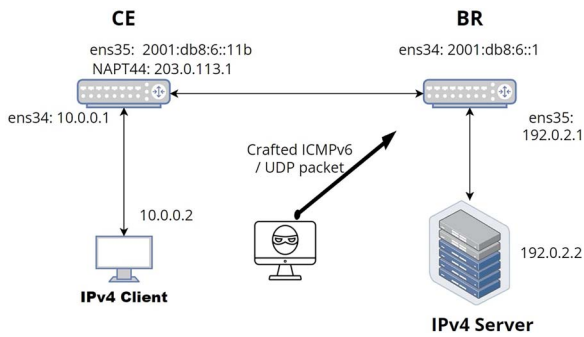 CE
BR
ens35: 2001:db8:6::11b
NAPT44: 203.0.113.1
ens34: 2001:db8:6::1
ens34: 10.0.0.1
ens35:
192.0.2.1
Crafted ICMPv6
/ UDP packet
10.0.0.2
192.0.2.2
IPv4 Client
IPv4 Server